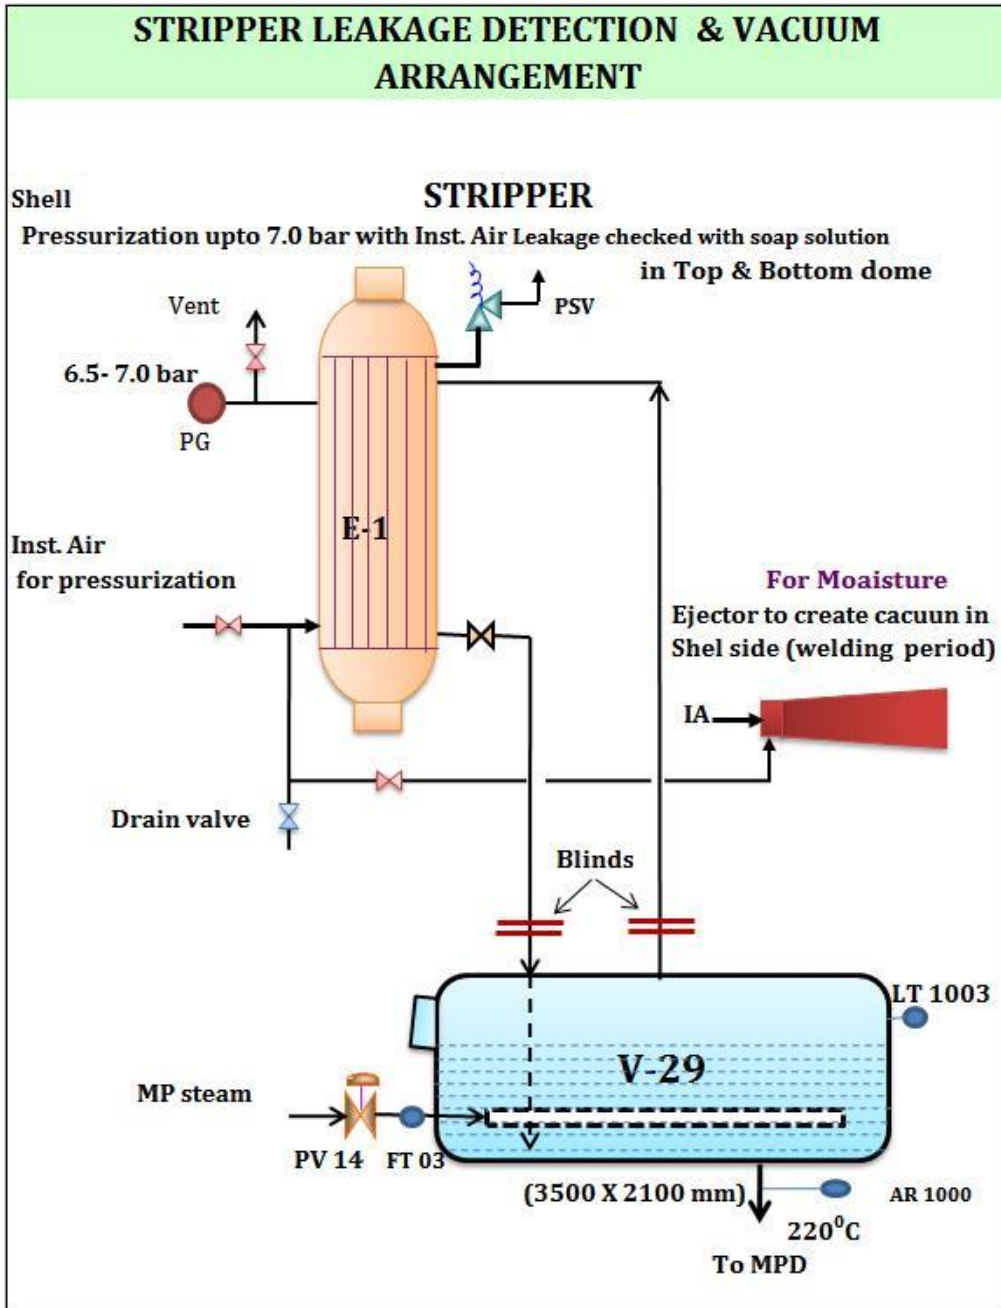 STRIPPER LEAKAGE DETECTION & VACUUM
ARRANGEMENT
Shell
STRIPPER
Pressurization upto 7.0 bar with Inst. Air Leakage checked with soap solution
in Top & Bottom dome
Vent
PSV
6.5- 7.0 bar
PG
E-1
Inst. Air
for pressurization
For Moaisture
Ejector to create cacuun in
Shel side (welding period)
IA
Drain valve
Blinds
LT 1003
V-29
MP steam
PV 14
FT 03
(3500 X 2100 mm)
AR 1000
220⁰C
To MPD